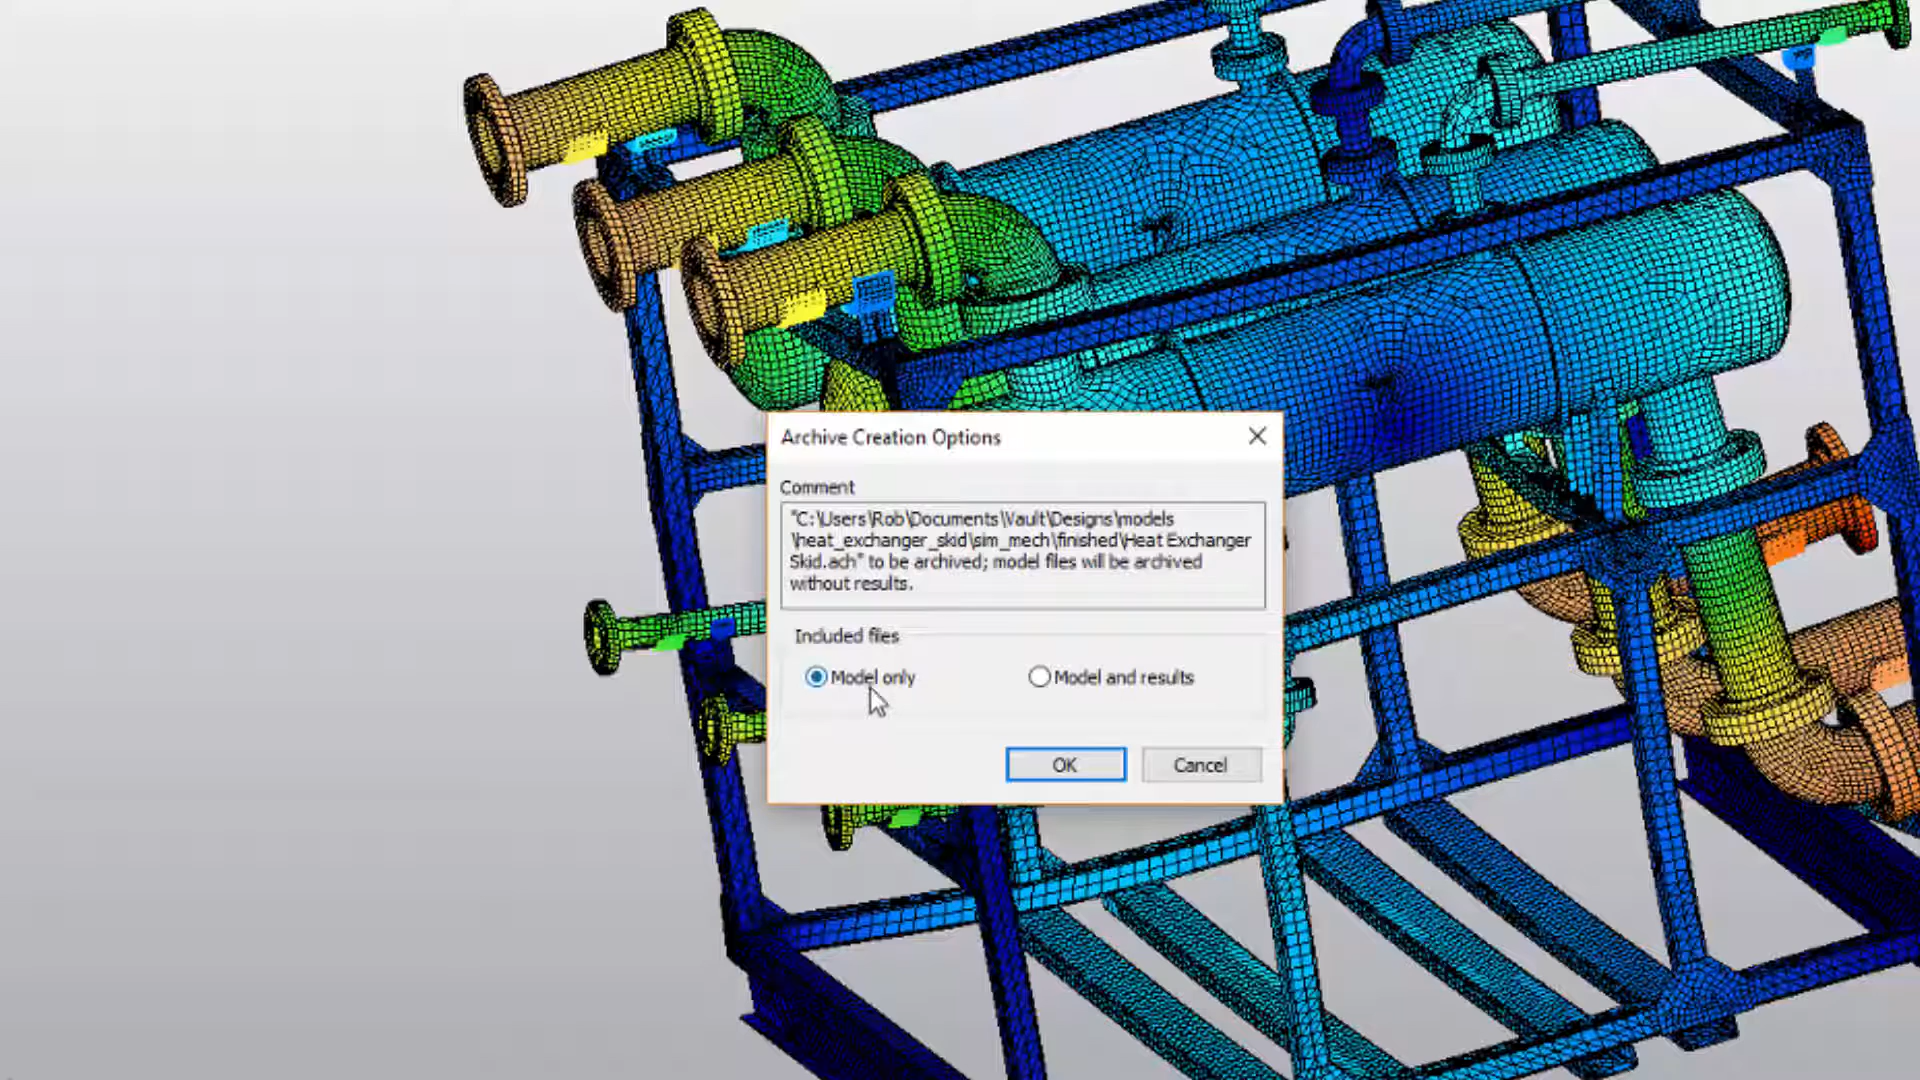 Archive Creation Options
Comment
"C:\Users\Rob\Documents\Vault\Designs\models
\heat_exchanger_skid\sim_mech\finished\Heat Exchanger
Skid.ach" to be archived; model files will be archived
without results.
Included files
Model only
Model and results
OK
Cancel